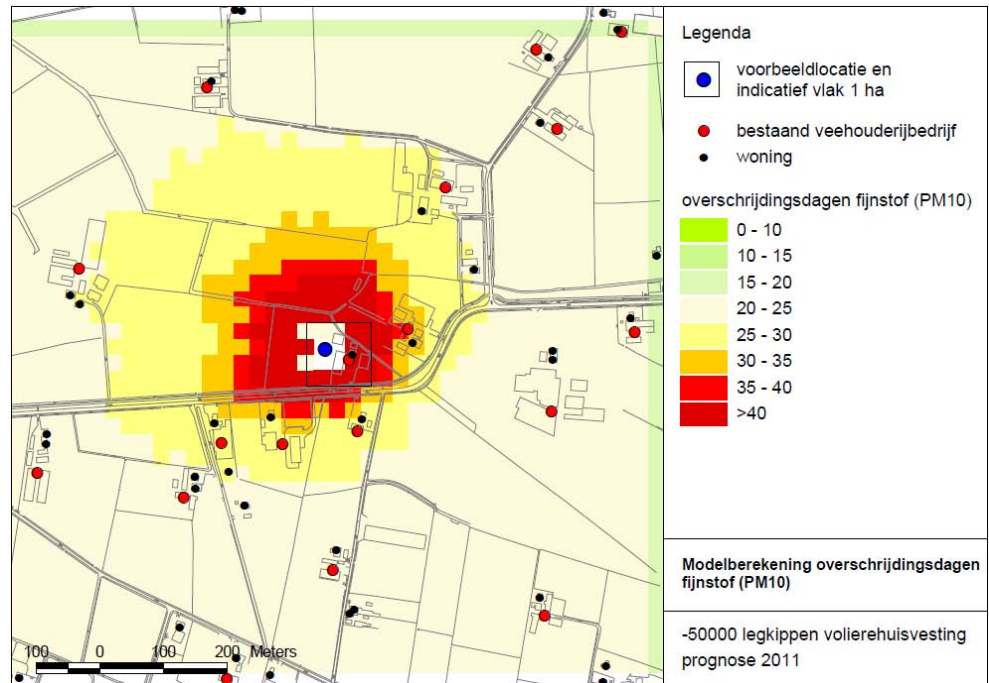 Legenda
voorbeeldlocatie en
indicatief vlak 1 ha
bestaand veehouderijbedrijf
woning
overschrijdingsdagen fijnstof (PM10)
0 - 10
10 - 15
15 - 20
20 - 25
25 - 30
30 - 35
35 - 40
>40
Modelberekening overschrijdingsdagen
fijnstof (PM10)
-50000 legkippen volierehuisvesting
prognose 2011
100 0 100 200 Meters